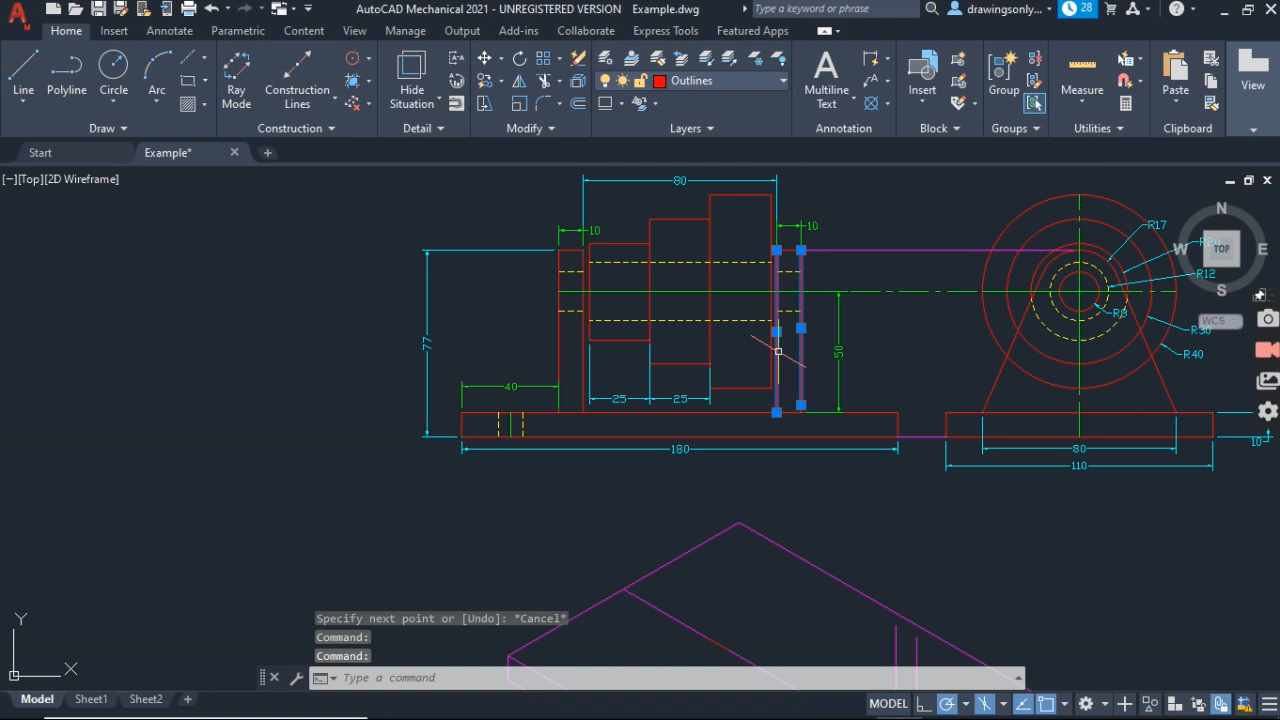 AutoCAD Mechanical 2021 - UNREGISTERED VERSION Example.dwg
Type a keyword or phrase
drawingsonly...
28
Home Insert Annotate Parametric Content View Manage Output Add-ins Collaborate Express Tools Featured Apps
Line
Polyline
Circle
Arc
Ray
Mode
Construction
Lines
Hide
Situation
Outlines
Multiline
Text
Insert
Group
Measure
Paste
View
Draw
Construction
Detail
Modify
Layers
Annotation
Block
Groups
Utilities
Clipboard
Start
Example*
[−][Top][2D Wireframe]
80
10
10
N
W
TOP
E
S
WCS
R17
R12
R30
R40
77
50
40
25
25
180
80
110
10
Specify next point or [Undo]: *Cancel*
Command:
Command:
Type a command
Y
X
Model
Sheet1
Sheet2
MODEL